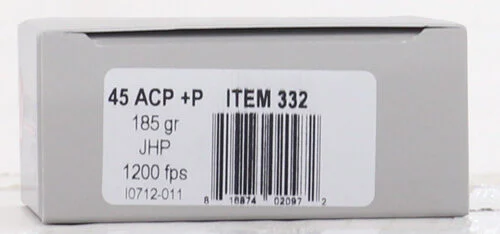 45 ACP +P ITEM 332
185 gr
JHP
1200 fps
I0712-011
8 18874 02097 2